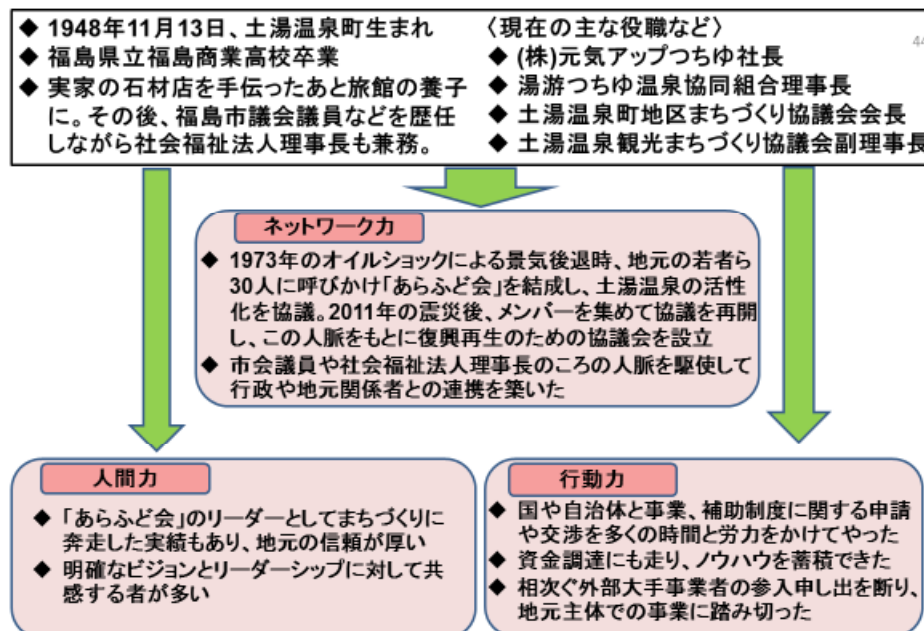 ◆ 1948年11月13日、土湯温泉町生まれ
◆ 福島県立福島商業高校卒業
◆ 実家の石材店を手伝ったあと旅館の養子
に。その後、福島市議会議員などを歴任
しながら社会福祉法人理事長も兼務。
〈現在の主な役職など〉
◆ (株)元気アップつちゆ社長
◆ 湯游つちゆ温泉協同組合理事長
◆ 土湯温泉町地区まちづくり協議会会長
◆ 土湯温泉観光まちづくり協議会副理事長
44
ネットワーク力
◆ 1973年のオイルショックによる景気後退時、地元の若者ら
30人に呼びかけ「あらふど会」を結成し、土湯温泉の活性
化を協議。2011年の震災後、メンバーを集めて協議を再開
し、この人脈をもとに復興再生のための協議会を設立
◆ 市会議員や社会福祉法人理事長のころの人脈を駆使して
行政や地元関係者との連携を築いた
人間力
◆ 「あらふど会」のリーダーとしてまちづくりに
奔走した実績もあり、地元の信頼が厚い
◆ 明確なビジョンとリーダーシップに対して共
感する者が多い
行動力
◆ 国や自治体と事業、補助制度に関する申請
や交渉を多くの時間と労力をかけてやった
◆ 資金調達にも走り、ノウハウを蓄積できた
◆ 相次ぐ外部大手事業者の参入申し出を断り、
地元主体での事業に踏み切った